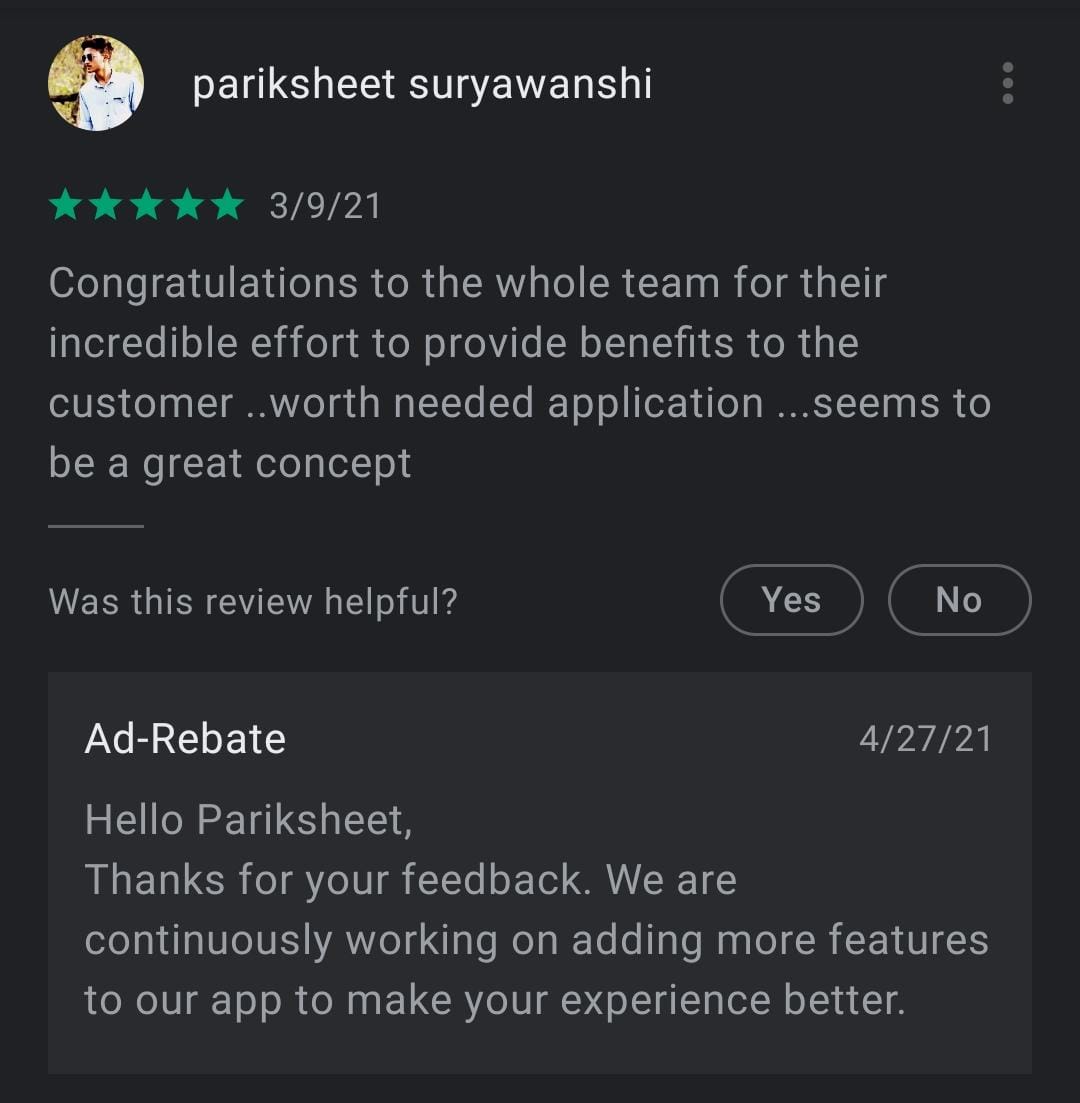 pariksheet suryawanshi
3/9/21
Congratulations to the whole team for their
incredible effort to provide benefits to the
customer ..worth needed application ...seems to
be a great concept
Was this review helpful?
Yes
No
Ad-Rebate
4/27/21
Hello Pariksheet,
Thanks for your feedback. We are
continuously working on adding more features
to our app to make your experience better.